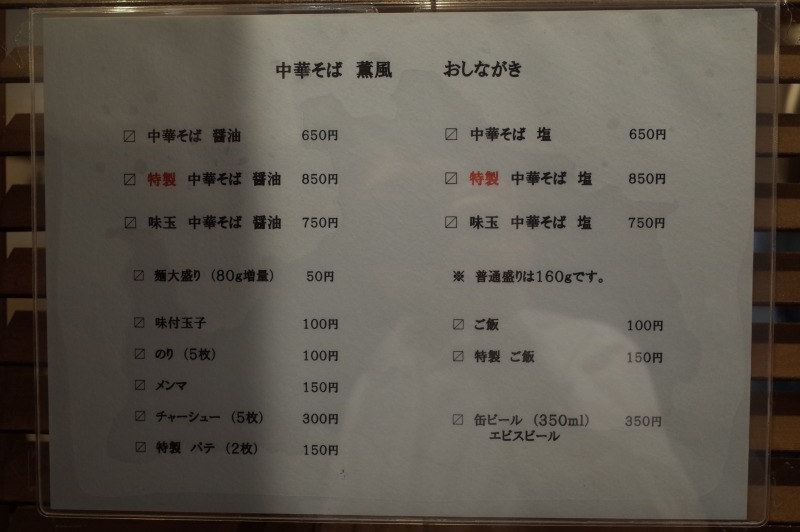 中華そば 薫風 おしながき
〼 中華そば 醤油 650円
〼 特製 中華そば 醤油 850円
〼 味玉 中華そば 醤油 750円
〼 麺大盛り (80g増量) 50円
〼 味付玉子 100円
〼 のり (5枚) 100円
〼 メンマ 150円
〼 チャーシュー (5枚) 300円
〼 特製 パテ (2枚) 150円
〼 中華そば 塩 650円
〼 特製 中華そば 塩 850円
〼 味玉 中華そば 塩 750円
※ 普通盛りは160gです。
〼 ご飯 100円
〼 特製 ご飯 150円
〼 缶ビール (350ml) 350円
エビスビール